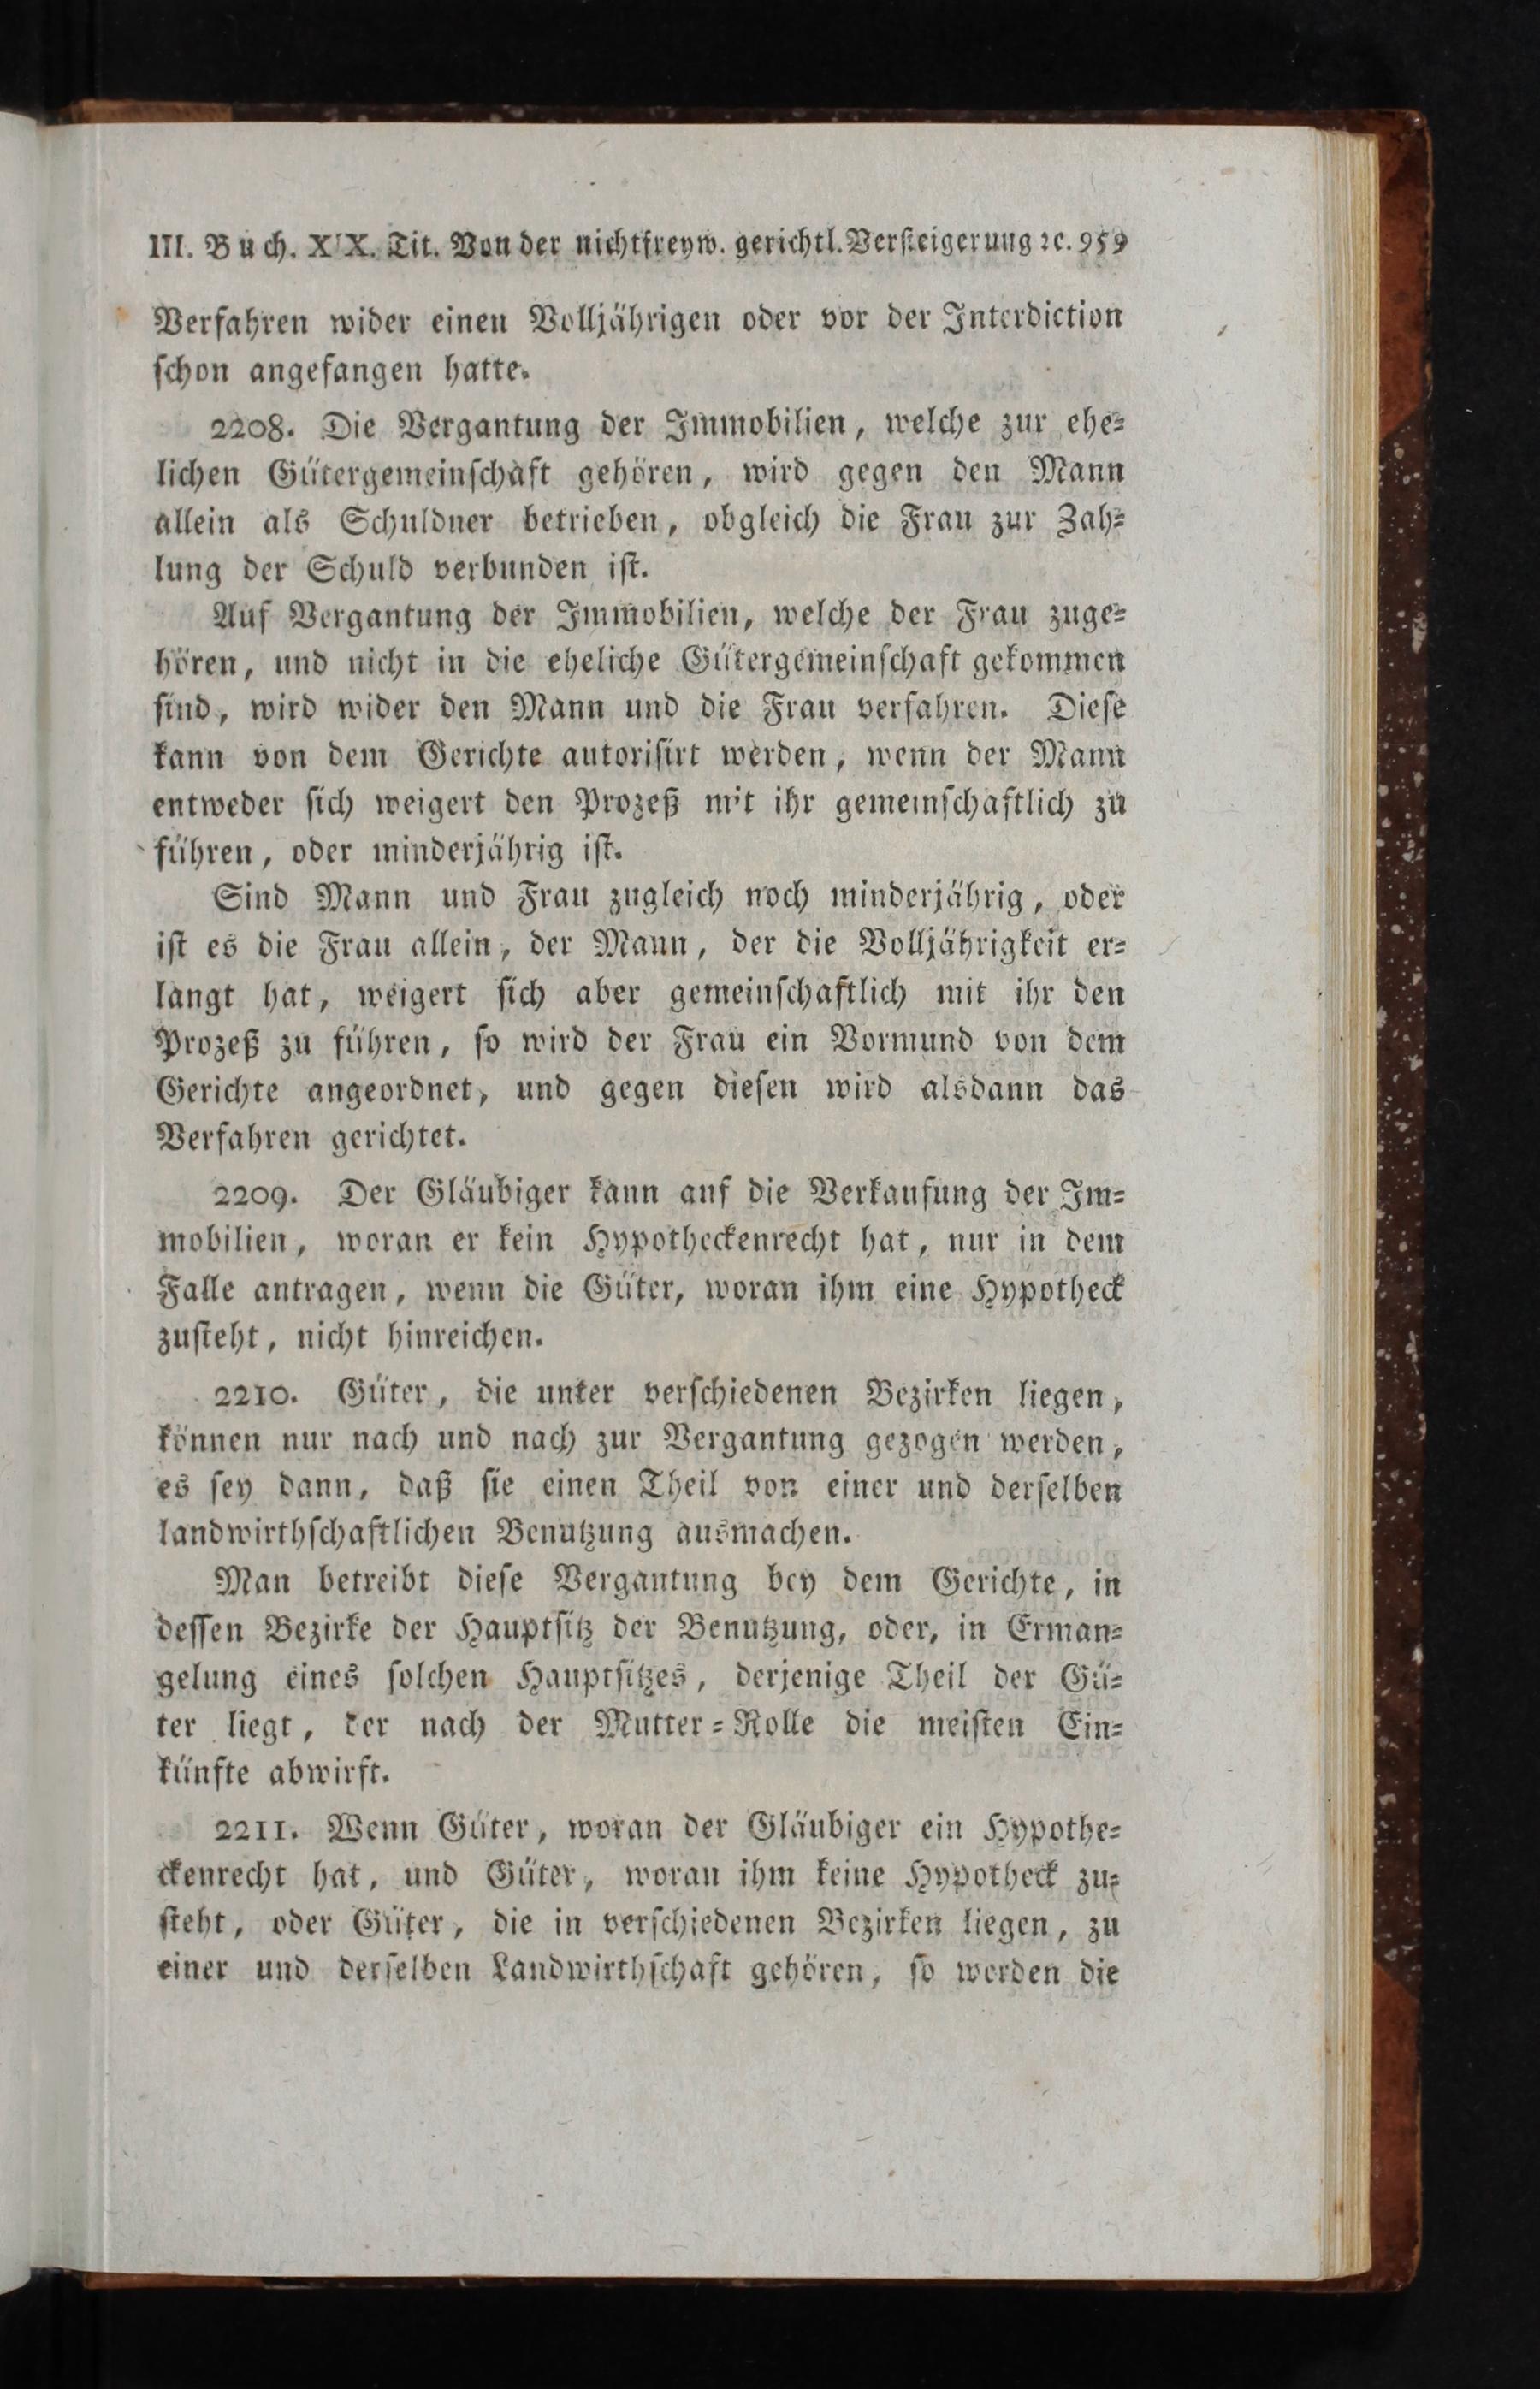 III. Buch. XIX. Tit. Von der nichtfreyw. gerichtl. Versteigerung ꝛc. 959
Verfahren wider einen Volljährigen oder vor der Interdiction
schon angefangen hatte.
2208. Die Vergantung der Immobilien, welche zur ehe⸗
lichen Gütergemeinschaft gehören, wird gegen den Mann
allein als Schuldner betrieben, obgleich die Frau zur Zah⸗
lung der Schuld verbunden ist.
Auf Vergantung der Immobilien, welche der Frau zuge⸗
hören, und nicht in die eheliche Gütergemeinschaft gekommen
sind, wird wider den Mann und die Frau verfahren. Diese
kann von dem Gerichte autorisirt werden, wenn der Mann
entweder sich weigert den Prozeß mit ihr gemeinschaftlich zu
führen, oder minderjährig ist.
Sind Mann und Frau zugleich noch minderjährig, oder
ist es die Frau allein, der Mann, der die Volljährigkeit er⸗
langt hat, weigert sich aber gemeinschaftlich mit ihr den
Prozeß zu führen, so wird der Frau ein Vormund von dem
Gerichte angeordnet, und gegen diesen wird alsdann das
Verfahren gerichtet.
2209. Der Gläubiger kann auf die Verkaufung der Im⸗
mobilien, woran er kein Hypotheckenrecht hat, nur in dem
Falle antragen, wenn die Güter, woran ihm eine Hypotheck
zusteht, nicht hinreichen.
2210. Güter, die unter verschiedenen Bezirken liegen,
können nur nach und nach zur Vergantung gezogen werden,
es sey dann, daß sie einen Theil von einer und derselben
landwirthschaftlichen Benutzung ausmachen.
Man betreibt diese Vergantung bey dem Gerichte, in
dessen Bezirke der Hauptsitz der Benutzung, oder, in Erman⸗
gelung eines solchen Hauptsitzes, derjenige Theil der Gü⸗
ter liegt, der nach der Mutter⸗Rolle die meisten Ein⸗
künfte abwirft.
2211. Wenn Güter, woran der Gläubiger ein Hypothe⸗
ckenrecht hat, und Güter, woran ihm keine Hypotheck zu⸗
steht, oder Güter, die in verschiedenen Bezirken liegen, zu
einer und derselben Landwirthschaft gehören, so werden die